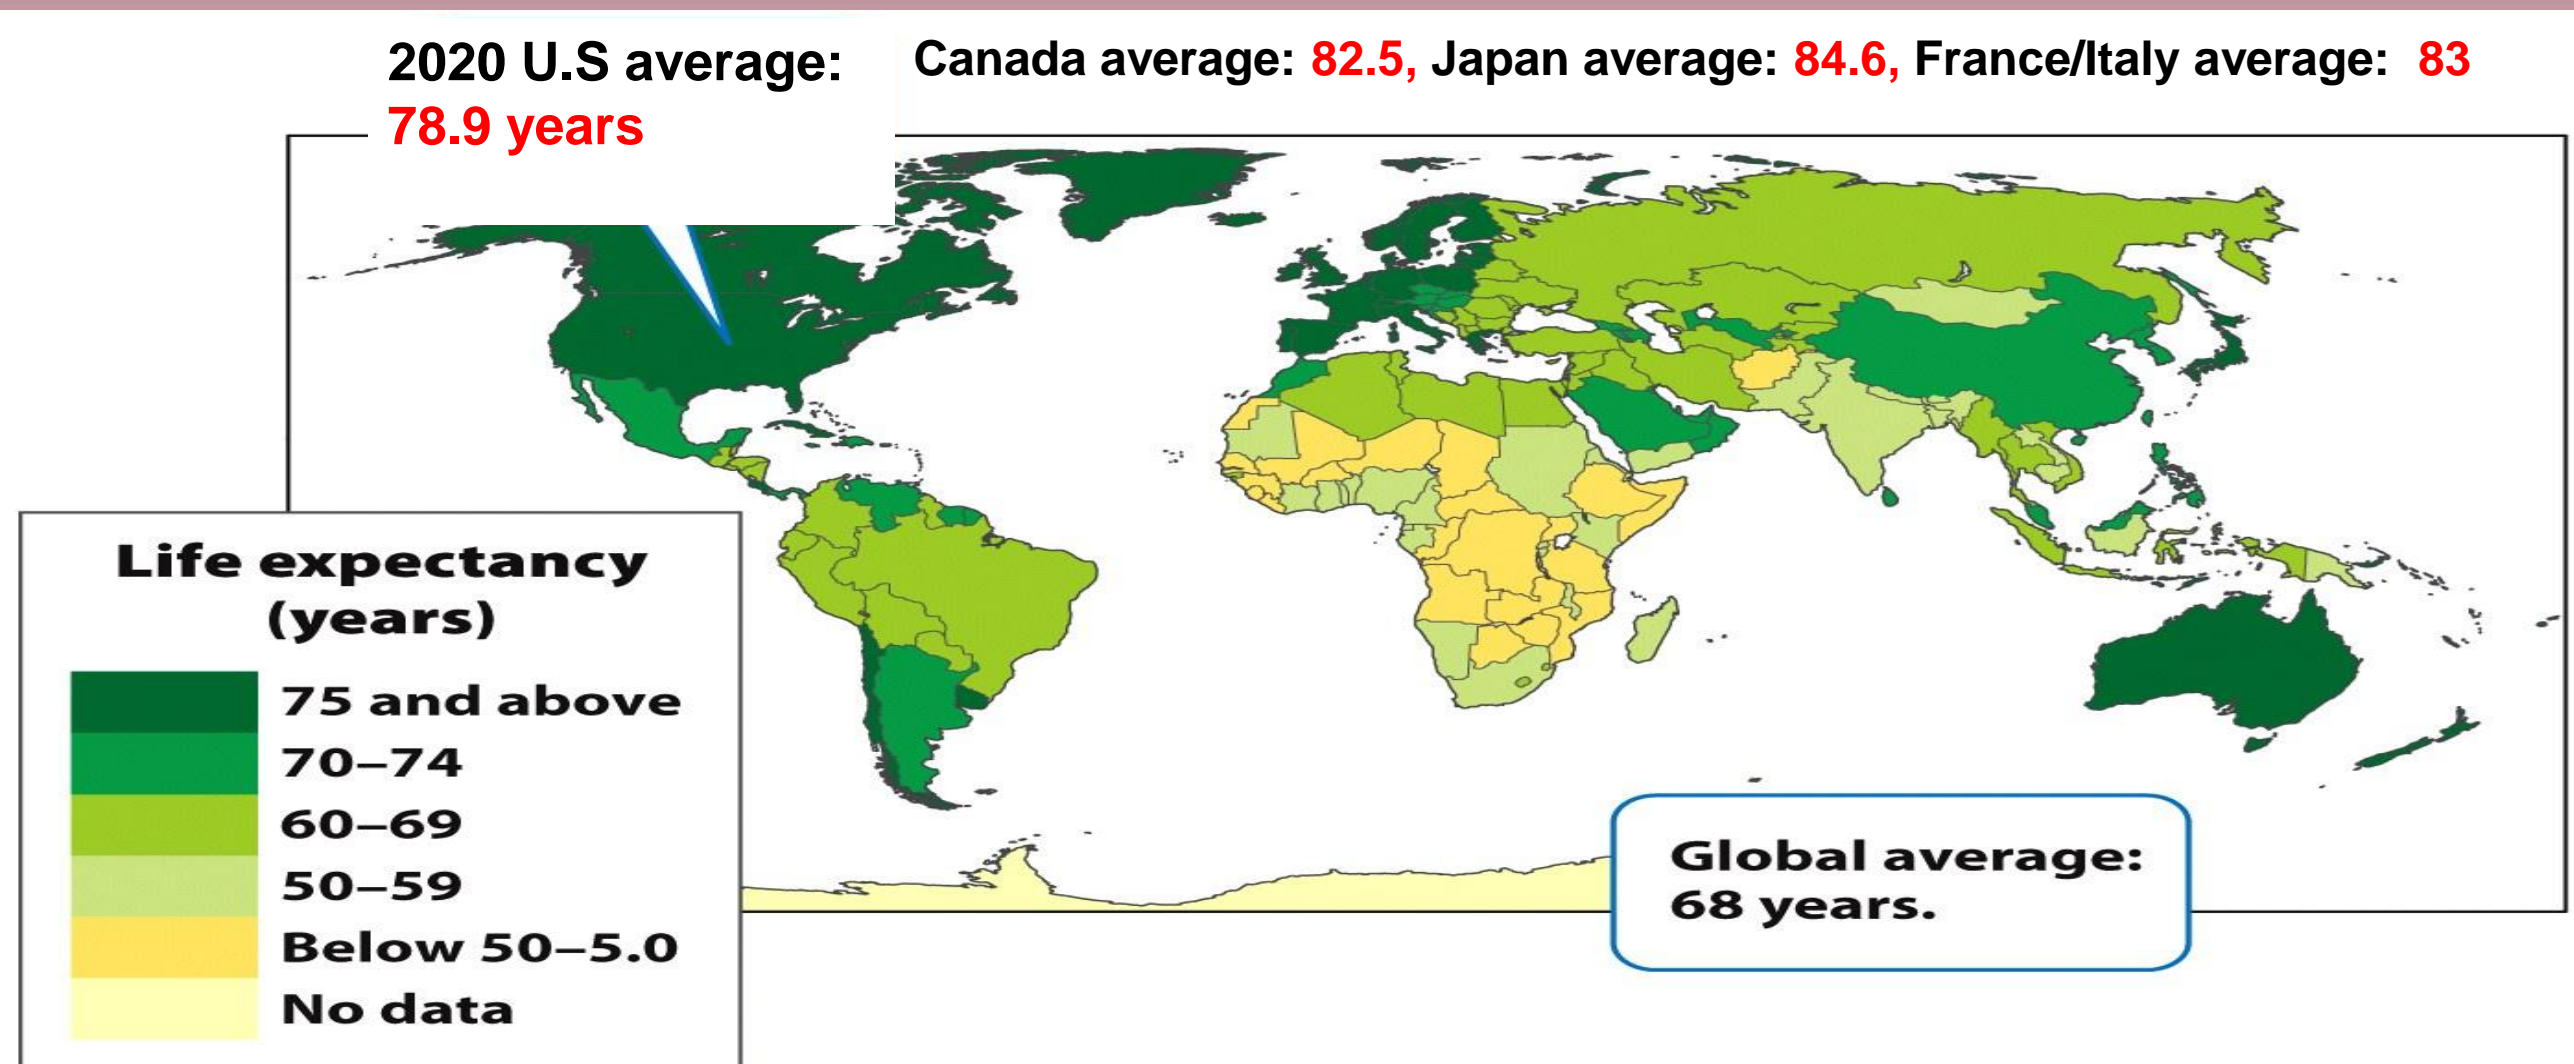 2020 U.S average:
78.9 years
Canada average: 82.5, Japan average: 84.6, France/Italy average: 83
Life expectancy
(years)
75 and above
70–74
60–69
50–59
Below 50–5.0
No data
Global average:
68 years.